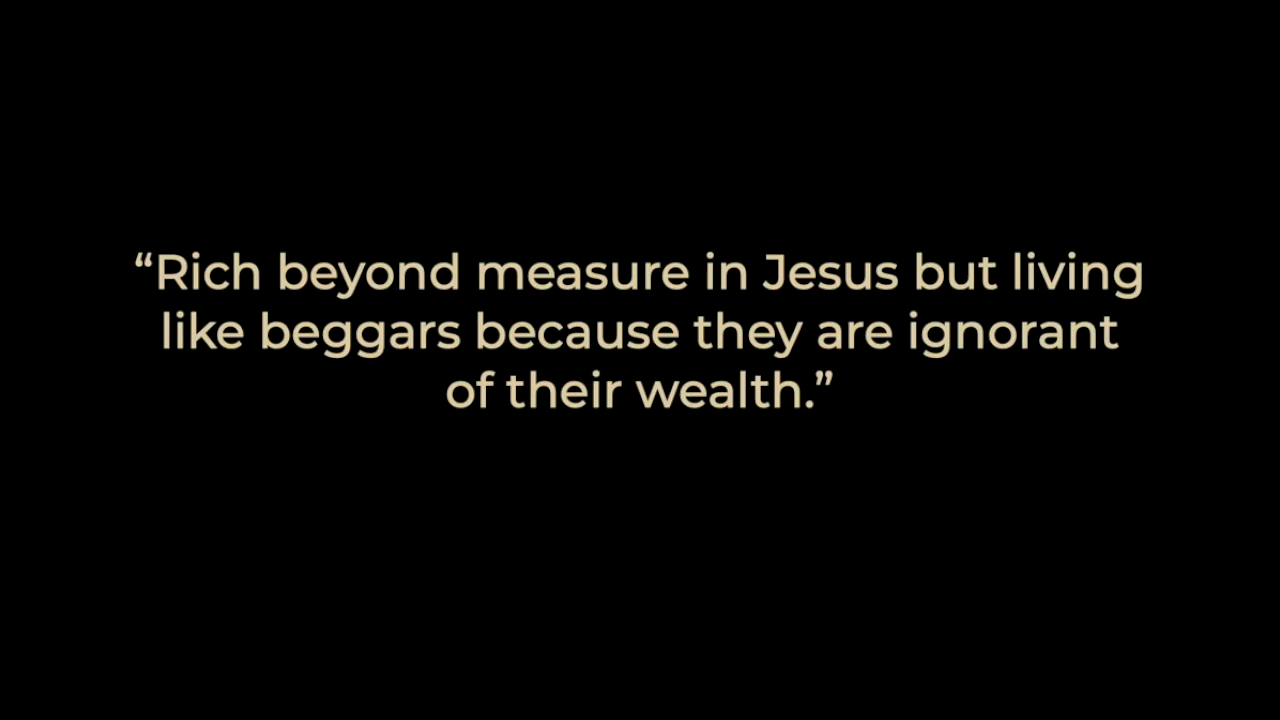 “Rich beyond measure in Jesus but living
like beggars because they are ignorant
of their wealth.”